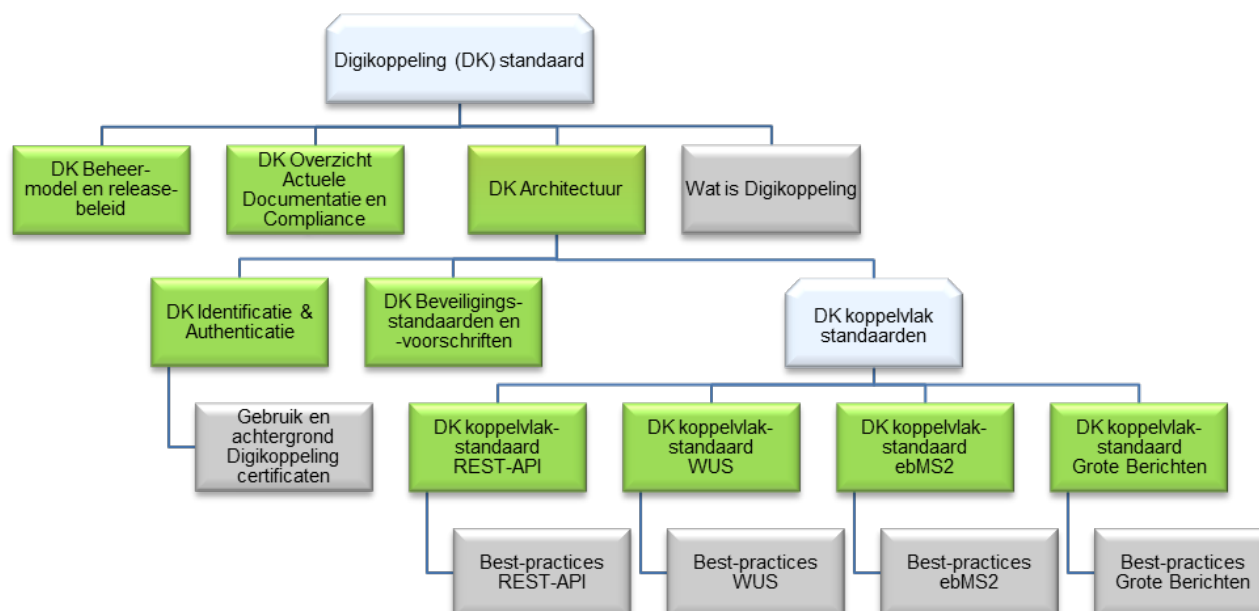 Digikoppeling (DK) standaard
DK Beheer-
model en release-
beleid
DK Overzicht
Actuele
Documentatie en
Compliance
DK Architectuur
Wat is Digikoppeling
DK Identificatie &
Authenticatie
DK Beveiligings-
standaarden en
-voorschriften
DK koppelvlak
standaarden
Gebruik en
achtergrond
Digikoppeling
certificaten
DK koppelvlak-
standaard
REST-API
DK koppelvlak-
standaard
WUS
DK koppelvlak-
standaard
ebMS2
DK koppelvlak-
standaard
Grote Berichten
Best-practices
REST-API
Best-practices
WUS
Best-practices
ebMS2
Best-practices
Grote Berichten